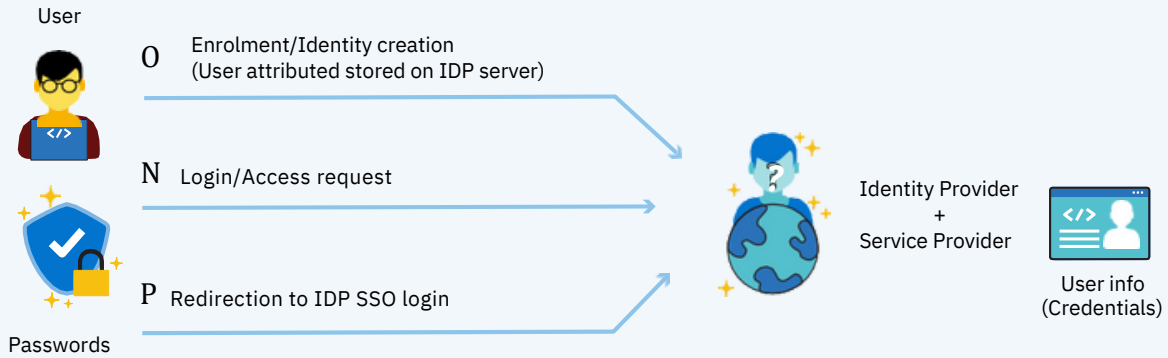 User
O
Enrolment/Identity creation
(User attributed stored on IDP server)
</>
N
Login/Access request
?
Identity Provider
+
Service Provider
</>
User info
(Credentials)
P
Redirection to IDP SSO login
Passwords